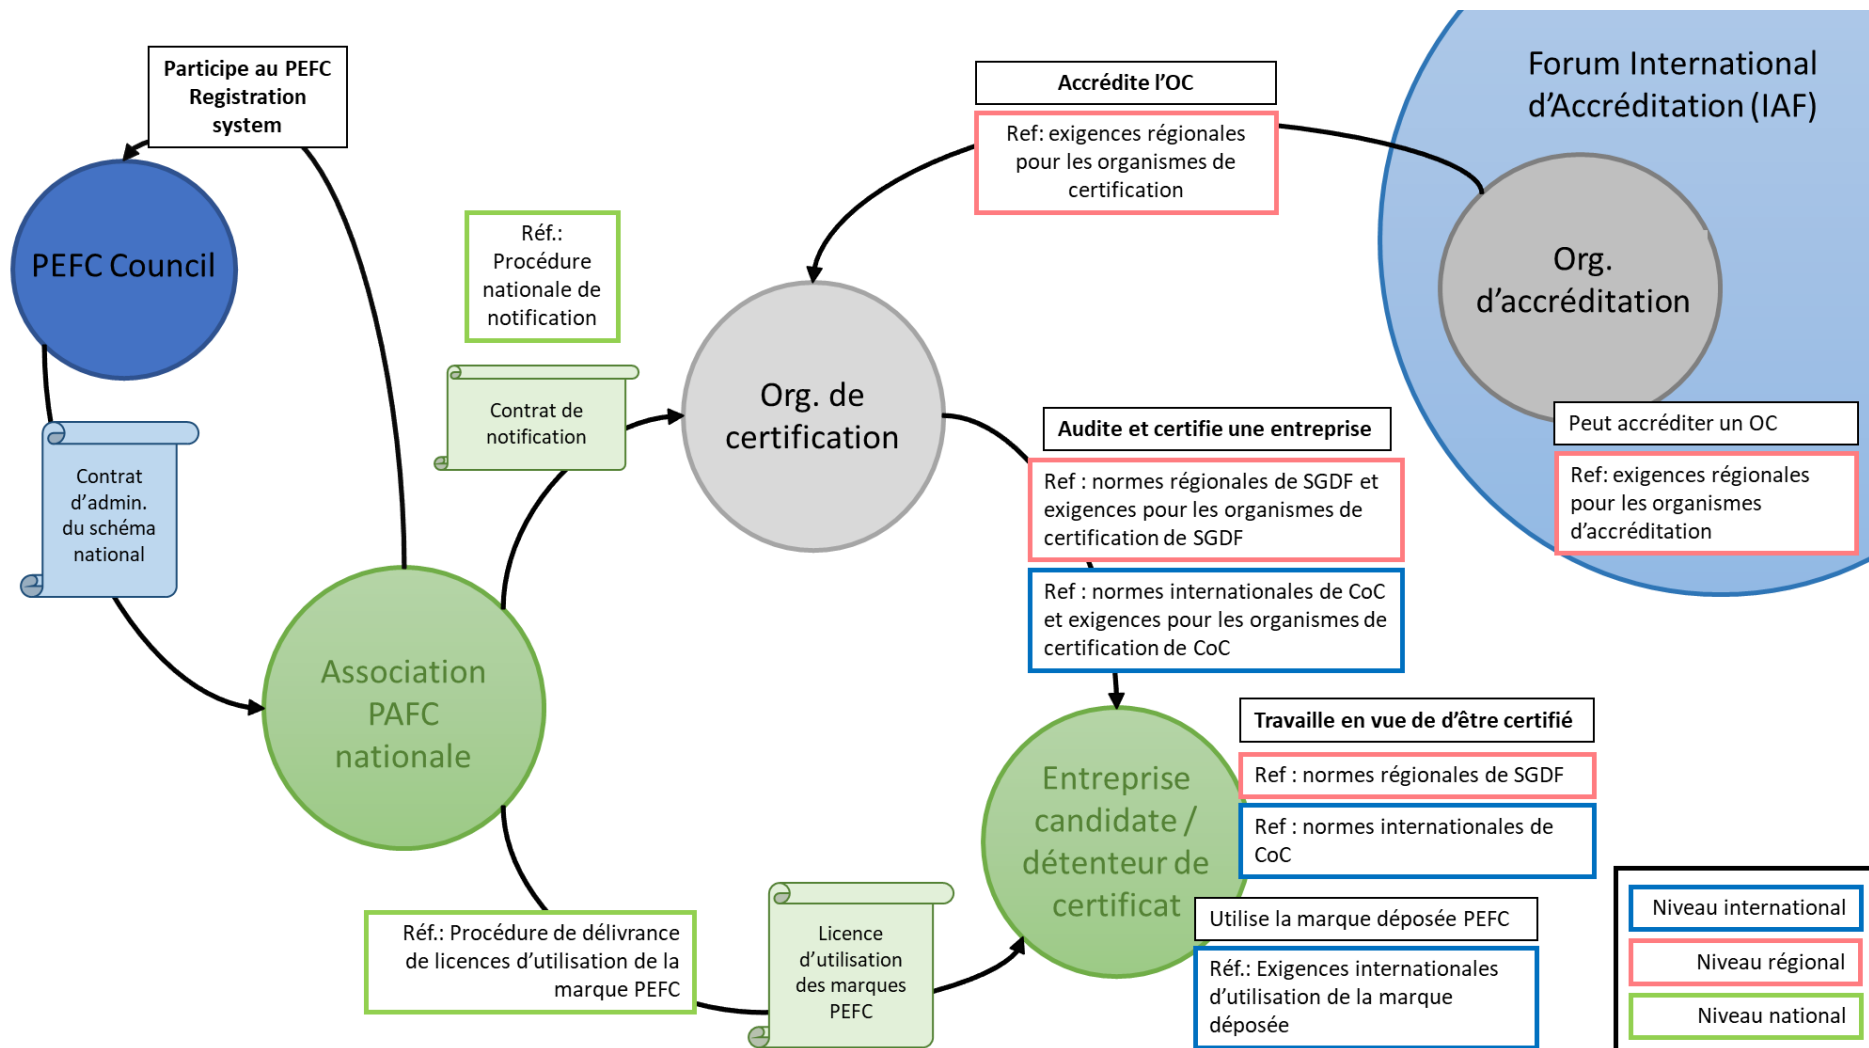 Participe au PEFC
Registration
system
PEFC Council
Contrat
d'admin.
du schéma
national
Association
PAFC
nationale
Réf.:
Procédure
nationale de
notification
Contrat de
notification
Org. de
certification
Accrédite l'OC
Ref: exigences régionales
pour les organismes de
certification
Forum International
d'Accréditation (IAF)
Org.
d'accréditation
Peut accréditer un OC
Ref: exigences régionales
pour les organismes
d'accréditation
Audite et certifie une entreprise
Ref : normes régionales de SGDF et
exigences pour les organismes de
certification de SGDF
Ref : normes internationales de CoC
et exigences pour les organismes de
certification de CoC
Entreprise
candidate /
détenteur de
certificat
Travaille en vue de d'être certifié
Ref : normes régionales de SGDF
Ref : normes internationales de
CoC
Utilise la marque déposée PEFC
Réf.: Exigences internationales
d'utilisation de la marque
déposée
Réf.: Procédure de délivrance
de licences d'utilisation de la
marque PEFC
Licence
d'utilisation
des marques
PEFC
Niveau international
Niveau régional
Niveau national